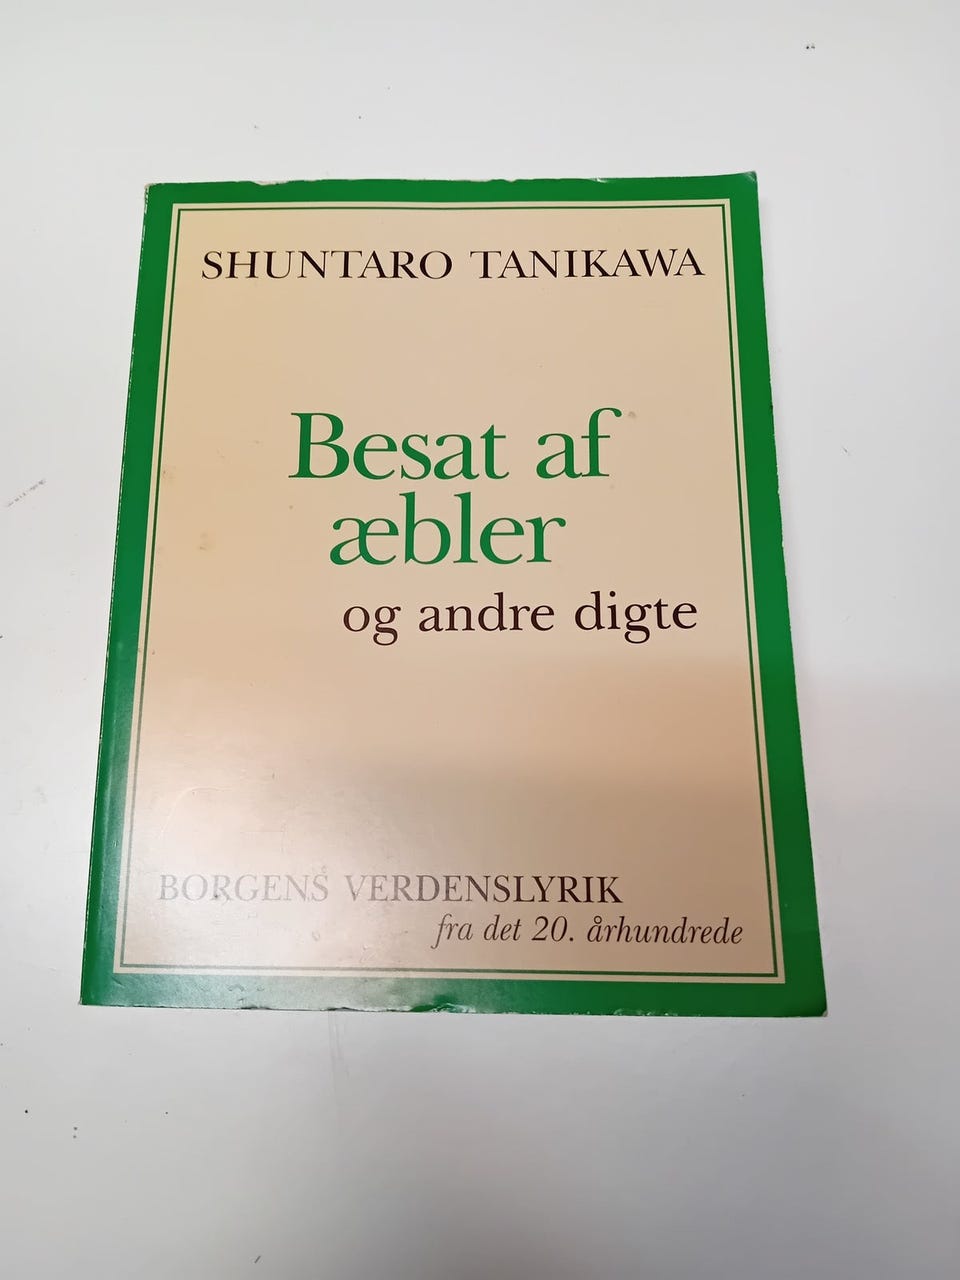 SHUNTARO TANIKAWA
Besat af
æbler
og andre digte
BORGENS VERDENSLYRIK
fra det 20. århundrede